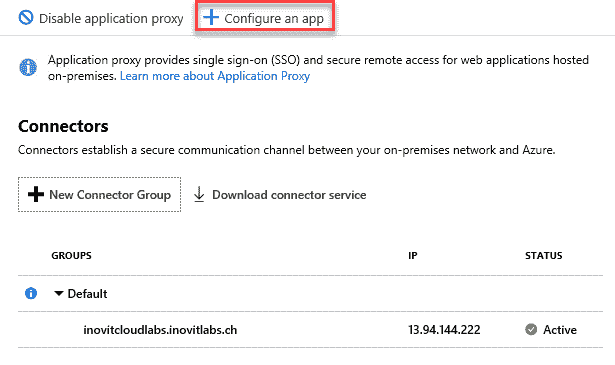 Disable application proxy Configure an app
Application proxy provides single sign-on (SSO) and secure remote access for web applications hosted
on-premises. Learn more about Application Proxy
Connectors
Connectors establish a secure communication channel between your on-premises network and Azure.
New Connector Group Download connector service
GROUPS IP STATUS
Default
inovitcloudlabs.inovitlabs.ch 13.94.144.222 Active